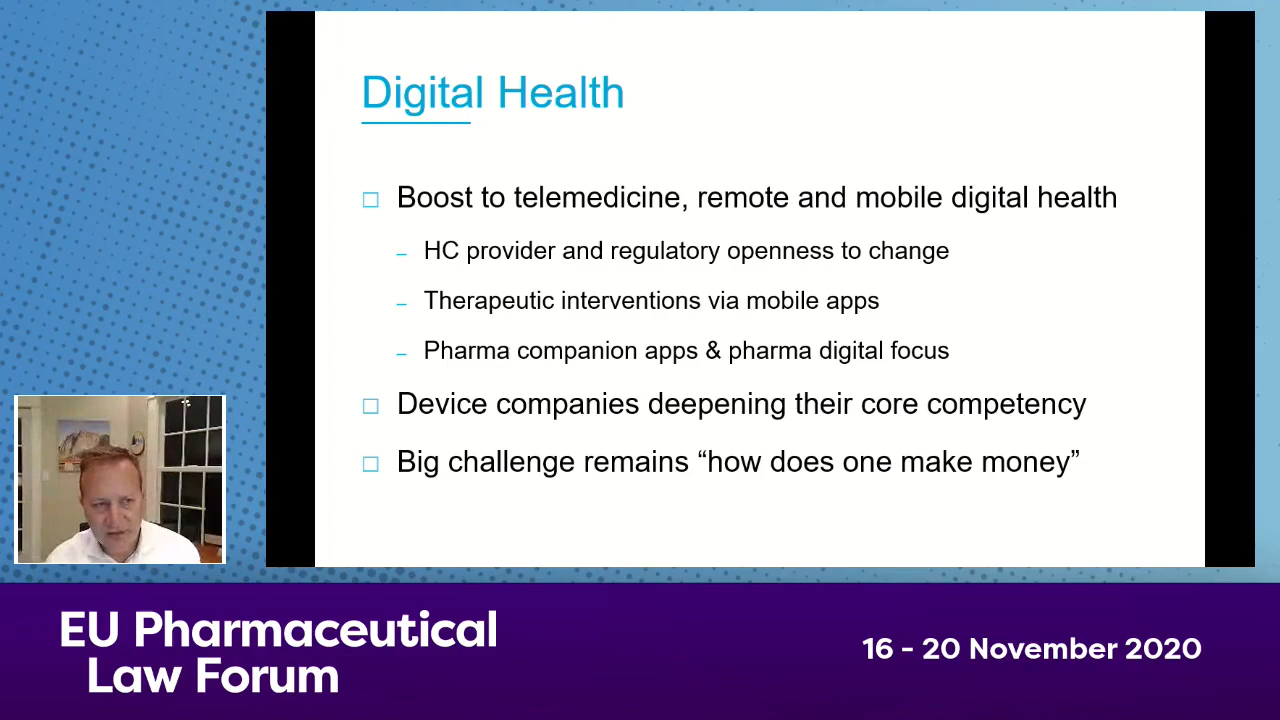 Digital Health
□ Boost to telemedicine, remote and mobile digital health
– HC provider and regulatory openness to change
– Therapeutic interventions via mobile apps
– Pharma companion apps & pharma digital focus
□ Device companies deepening their core competency
□ Big challenge remains “how does one make money”
EU Pharmaceutical
Law Forum
16 - 20 November 2020